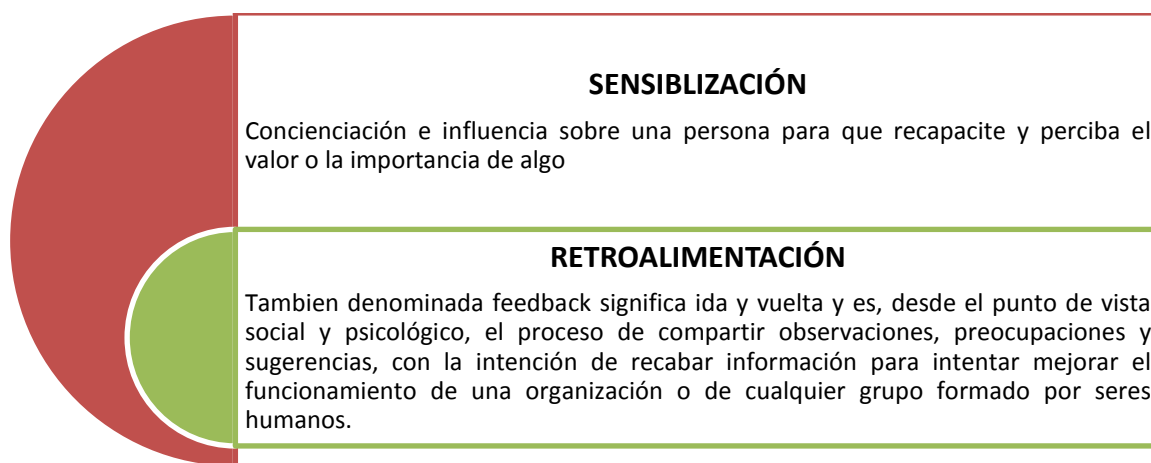 SENSIBLIZACIÓN
Concienciación e influencia sobre una persona para que recapacite y perciba el
valor o la importancia de algo
RETROALIMENTACIÓN
Tambien denominada feedback significa ida y vuelta y es, desde el punto de vista
social y psicológico, el proceso de compartir observaciones, preocupaciones y
sugerencias, con la intención de recabar información para intentar mejorar el
funcionamiento de una organización o de cualquier grupo formado por seres
humanos.